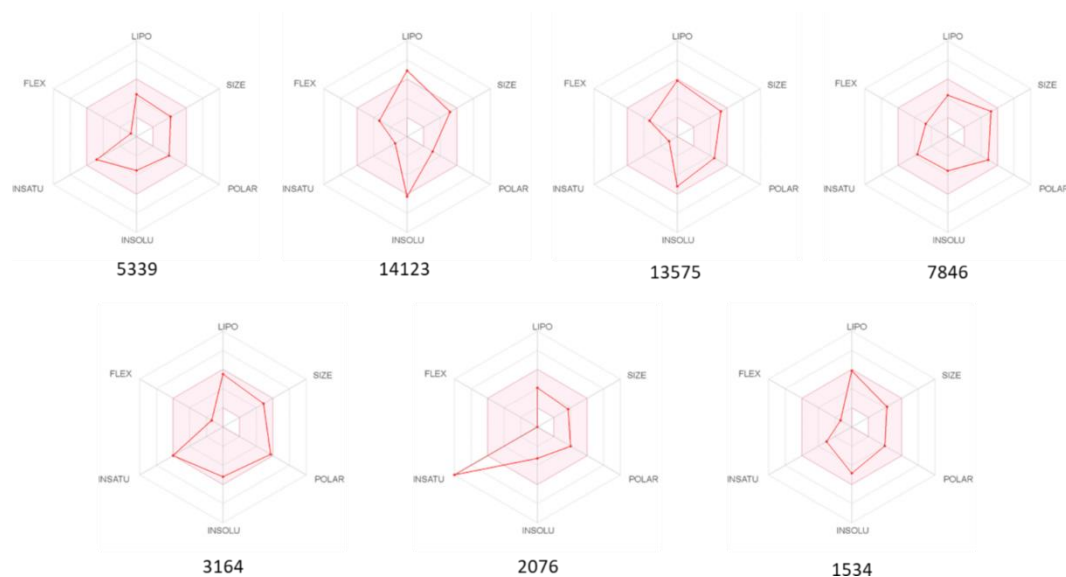 LIPO
FLEX
SIZE
INSATU
POLAR
INSOLU
5339
LIPO
FLEX
SIZE
INSATU
POLAR
INSOLU
14123
LIPO
FLEX
SIZE
INSATU
POLAR
INSOLU
13575
LIPO
FLEX
SIZE
INSATU
POLAR
INSOLU
7846
LIPO
FLEX
SIZE
INSATU
POLAR
INSOLU
3164
LIPO
FLEX
SIZE
INSATU
POLAR
INSOLU
2076
LIPO
FLEX
SIZE
INSATU
POLAR
INSOLU
1534